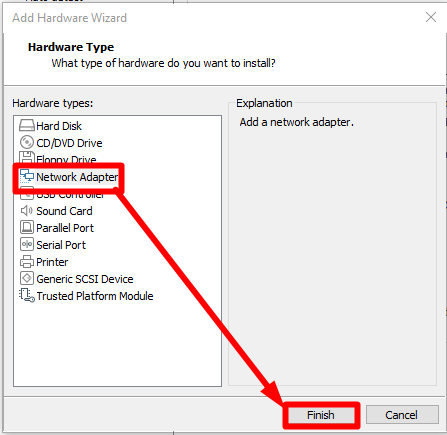 Add Hardware Wizard
Hardware Type
What type of hardware do you want to install?
Hardware types:
Hard Disk
CD/DVD Drive
Floppy Drive
Network Adapter
USB Controller
Sound Card
Parallel Port
Serial Port
Printer
Generic SCSI Device
Trusted Platform Module
Explanation
Add a network adapter.
Finish
Cancel